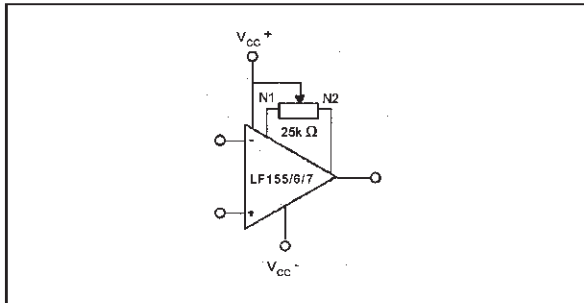 VCC+
N1 N2
25k Ω
-
LF155/6/7
+
VCC-